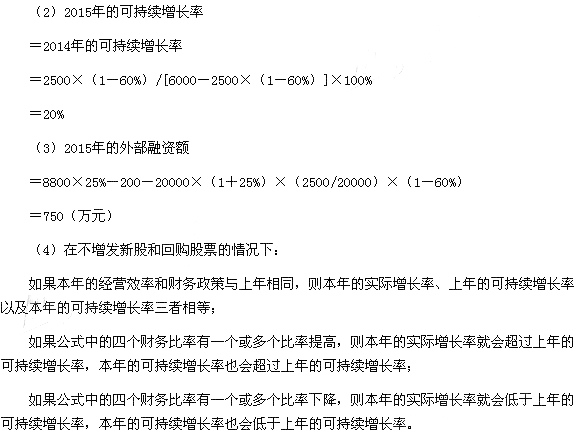 （2）2015年的可持续增长率
＝2014年的可持续增长率
＝2500×（1－60%）/[6000－2500×（1－60%）]×100%
＝20%
（3）2015年的外部融资额
＝8800×25%－200－20000×（1＋25%）×（2500/20000）×（1－60%）
＝750（万元）
（4）在不增发新股和回购股票的情况下：
如果本年的经营效率和财务政策与上年相同，则本年的实际增长率、上年的可持续增长率
以及本年的可持续增长率三者相等；
如果公式中的四个财务比率有一个或多个比率提高，则本年的实际增长率就会超过上年的
可持续增长率，本年的可持续增长率也会超过上年的可持续增长率；
如果公式中的四个财务比率有一个或多个比率下降，则本年的实际增长率就会低于上年的
可持续增长率，本年的可持续增长率也会低于上年的可持续增长率。